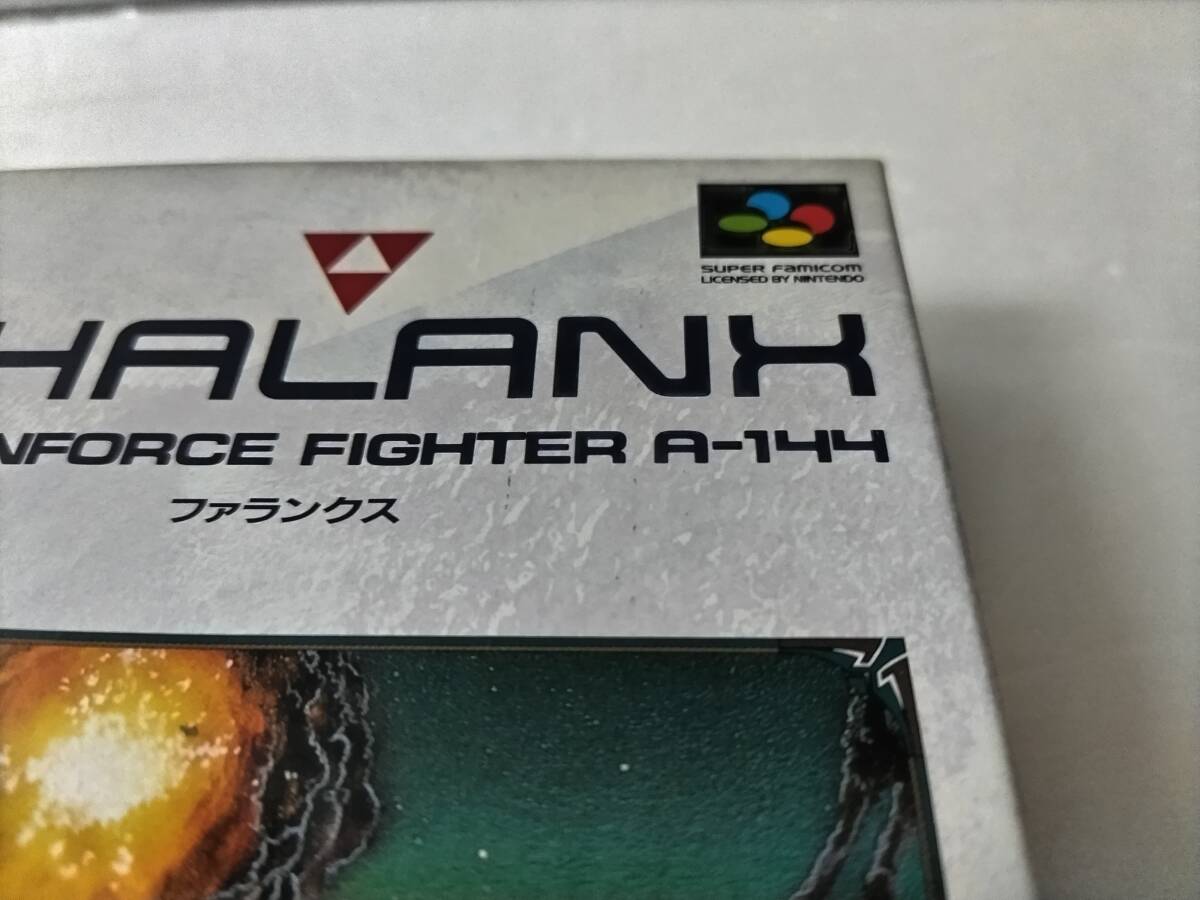 SUPER FAMICOM
LICENSED BY NINTENDO
HALANX
NFORCE FIGHTER A-144
ファランクス